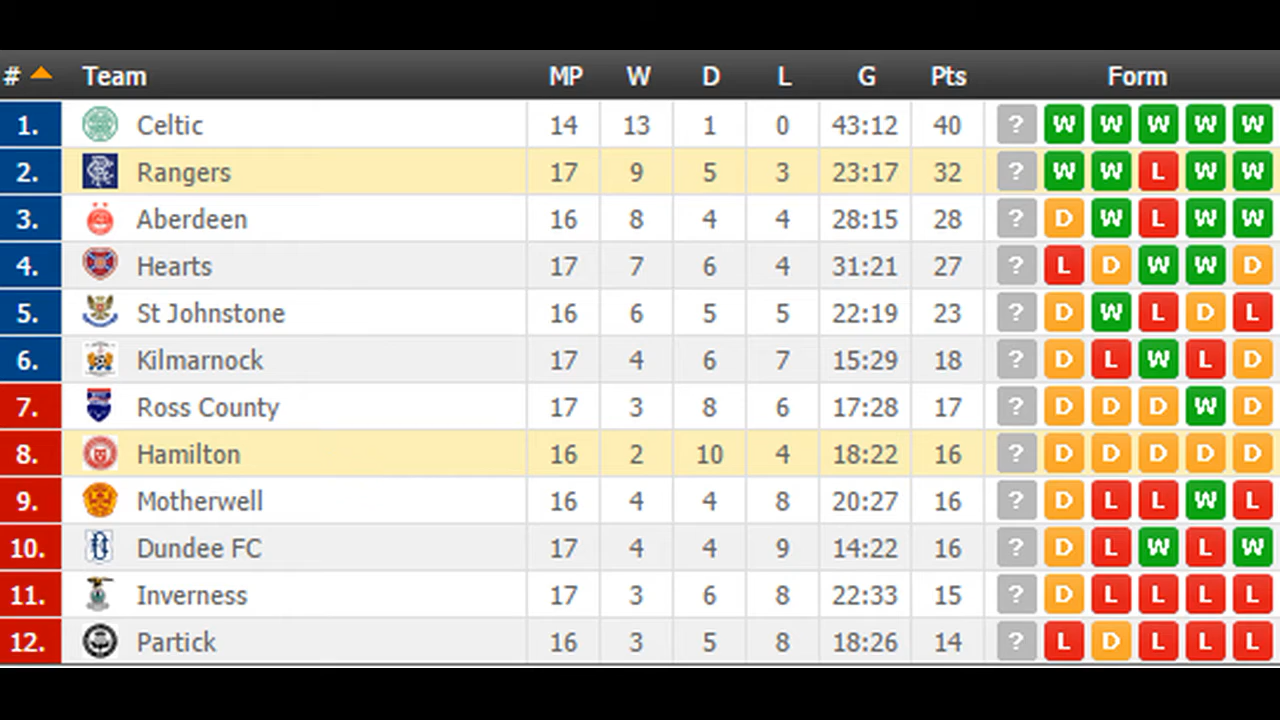 # Team MP W D L G Pts Form
1. Celtic 14 13 1 0 43:12 40 ? W W W W W
2. Rangers 17 9 5 3 23:17 32 ? W W L W W
3. Aberdeen 16 8 4 4 28:15 28 ? D W L W W
4. Hearts 17 7 6 4 31:21 27 ? L D W W D
5. St Johnstone 16 6 5 5 22:19 23 ? D W L D L
6. Kilmarnock 17 4 6 7 15:29 18 ? D L W L D
7. Ross County 17 3 8 6 17:28 17 ? D D D W D
8. Hamilton 16 2 10 4 18:22 16 ? D D D D D
9. Motherwell 16 4 4 8 20:27 16 ? D L L W L
10. Dundee FC 17 4 4 9 14:22 16 ? D L W L W
11. Inverness 17 3 6 8 22:33 15 ? D L L L L
12. Partick 16 3 5 8 18:26 14 ? L D L L L